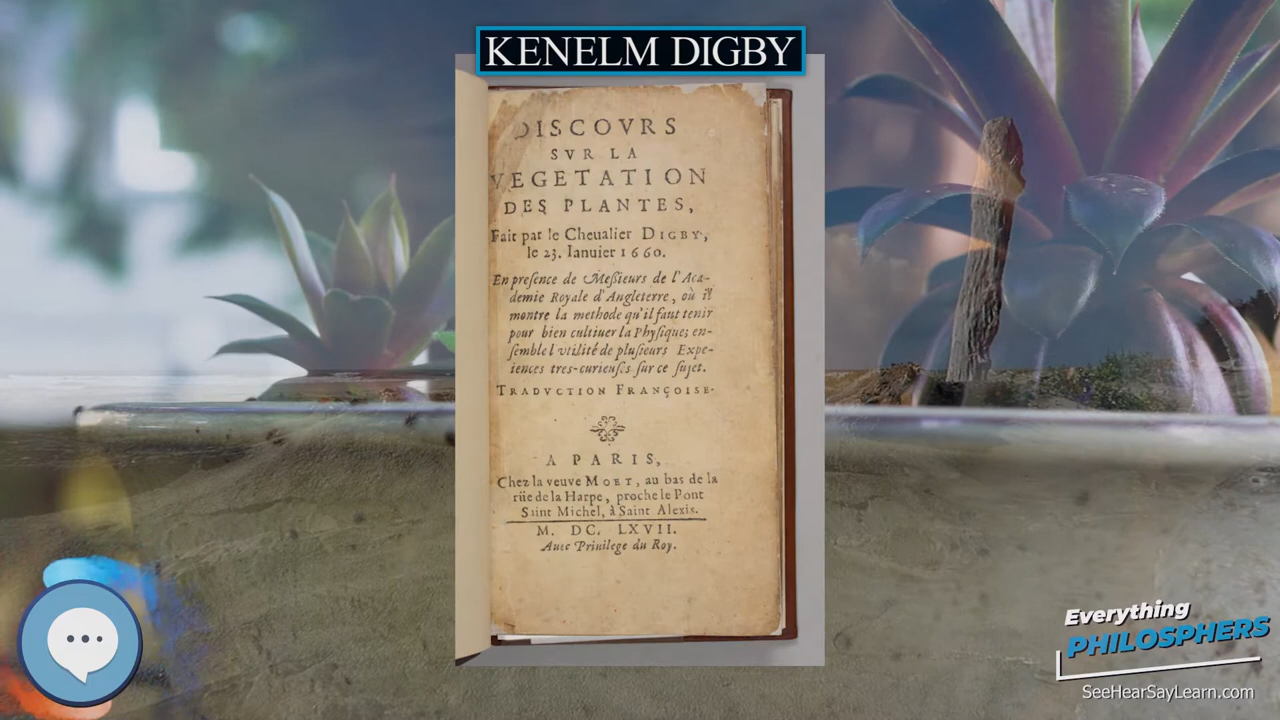 KENELM DIGBY
DISCOVRS
SVR LA
VEGETATION
DES PLANTES,
Fait par le Cheualier DIGBY,
le 23. Ianuier 1660.
En preſence de Meſſieurs de l'Aca-
demie Royale d'Angleterre, où il
montre la methode qu'il faut tenir
pour bien cultiuer la Phyſique; en-
ſemble l vtilité de pluſieurs Expe-
iences tres-curieuſes ſur ce ſujet.
TRADVCTION FRANÇOISE.
A PARIS,
Chez la veuve MOET, au bas de la
rüe de la Harpe, proche le Pont
Saint Michel, à Saint Alexis.
M. DC. LXVII.
Auec Priuilege du Roy.
Everything
PHILOSPHERS
SeeHearSayLearn.com